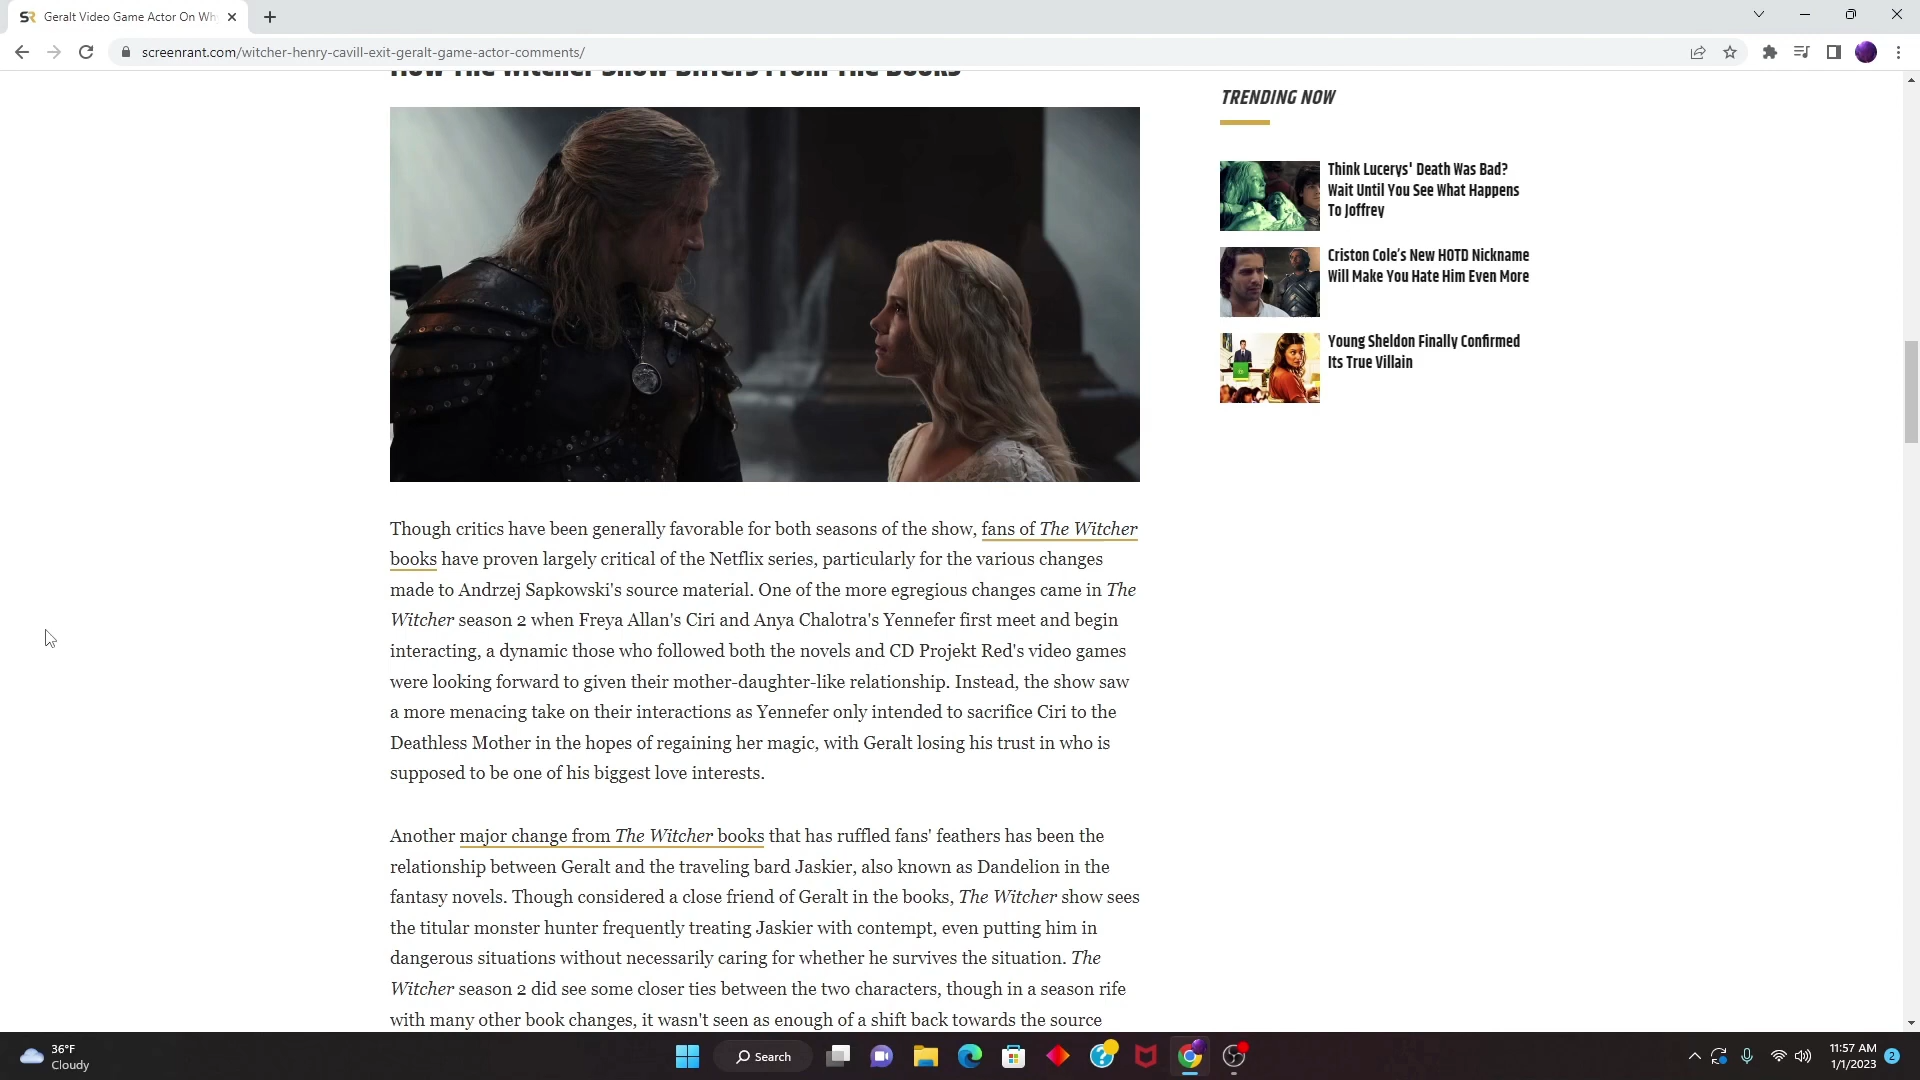 Geralt Video Game Actor On Wh
screenrant.com/witcher-henry-cavill-exit-geralt-game-actor-comments/
How The Witcher Show Differs From The Books
TRENDING NOW
Think Lucerys' Death Was Bad?
Wait Until You See What Happens
To Joffrey
Criston Cole's New HOTD Nickname
Will Make You Hate Him Even More
Young Sheldon Finally Confirmed
Its True Villain
Though critics have been generally favorable for both seasons of the show, fans of The Witcher
books have proven largely critical of the Netflix series, particularly for the various changes
made to Andrzej Sapkowski's source material. One of the more egregious changes came in The
Witcher season 2 when Freya Allan's Ciri and Anya Chalotra's Yennefer first meet and begin
interacting, a dynamic those who followed both the novels and CD Projekt Red's video games
were looking forward to given their mother-daughter-like relationship. Instead, the show saw
a more menacing take on their interactions as Yennefer only intended to sacrifice Ciri to the
Deathless Mother in the hopes of regaining her magic, with Geralt losing his trust in who is
supposed to be one of his biggest love interests.
Another major change from The Witcher books that has ruffled fans' feathers has been the
relationship between Geralt and the traveling bard Jaskier, also known as Dandelion in the
fantasy novels. Though considered a close friend of Geralt in the books, The Witcher show sees
the titular monster hunter frequently treating Jaskier with contempt, even putting him in
dangerous situations without necessarily caring for whether he survives the situation. The
Witcher season 2 did see some closer ties between the two characters, though in a season rife
with many other book changes, it wasn't seen as enough of a shift back towards the source
36°F
Cloudy
Search
11:57 AM
1/1/2023
2